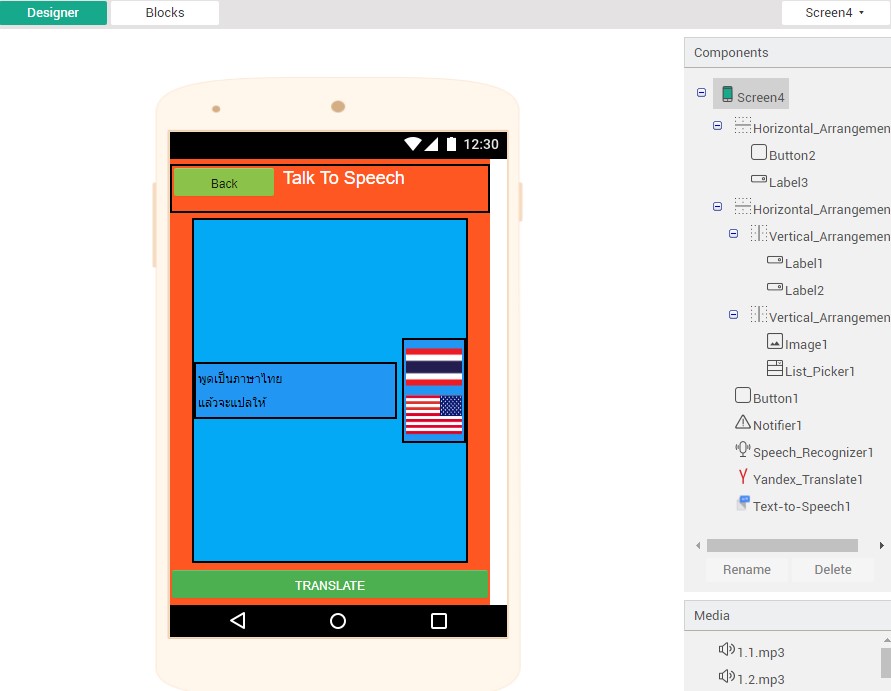 Designer
Blocks
Screen4
Components
12:30
Back
Talk To Speech
พูดเป็นภาษาไทย
แล้วจะแปลให้
TRANSLATE
Screen4
Horizontal_Arrangemen
Button2
Label3
Horizontal_Arrangemen
Vertical_Arrangemen
Label1
Label2
Vertical_Arrangemen
Image1
List_Picker1
Button1
Notifier1
Speech_Recognizer1
Yandex_Translate1
Text-to-Speech1
Rename
Delete
Media
1.1.mp3
1.2.mp3